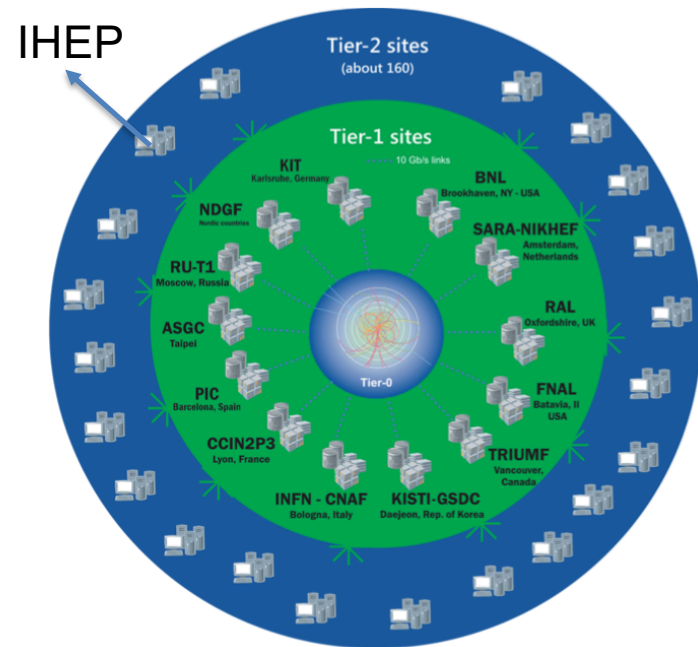 IHEP
Tier-2 sites
(about 160)
Tier-1 sites
10 Gb/s links
KIT
Karlsruhe, Germany
BNL
Brookhaven, NY - USA
NDGF
Nordic countries
SARA-NIKHEF
Amsterdam,
Netherlands
RU-T1
Moscow, Russia
RAL
Oxfordshire, UK
ASGC
Taipei
Tier-0
PIC
Barcelona, Spain
FNAL
Batavia, Il
USA
CCIN2P3
Lyon, France
TRIUMF
Vancouver,
Canada
INFN - CNAF
Bologna, Italy
KISTI-GSDC
Daejeon, Rep. of Korea